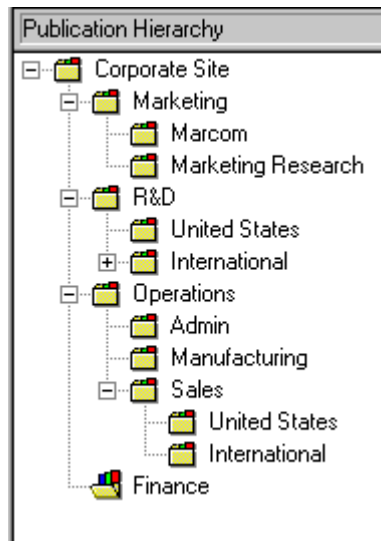 Publication Hierarchy
Corporate Site
Marketing
Marcom
Marketing Research
R&D
United States
International
Operations
Admin
Manufacturing
Sales
United States
International
Finance